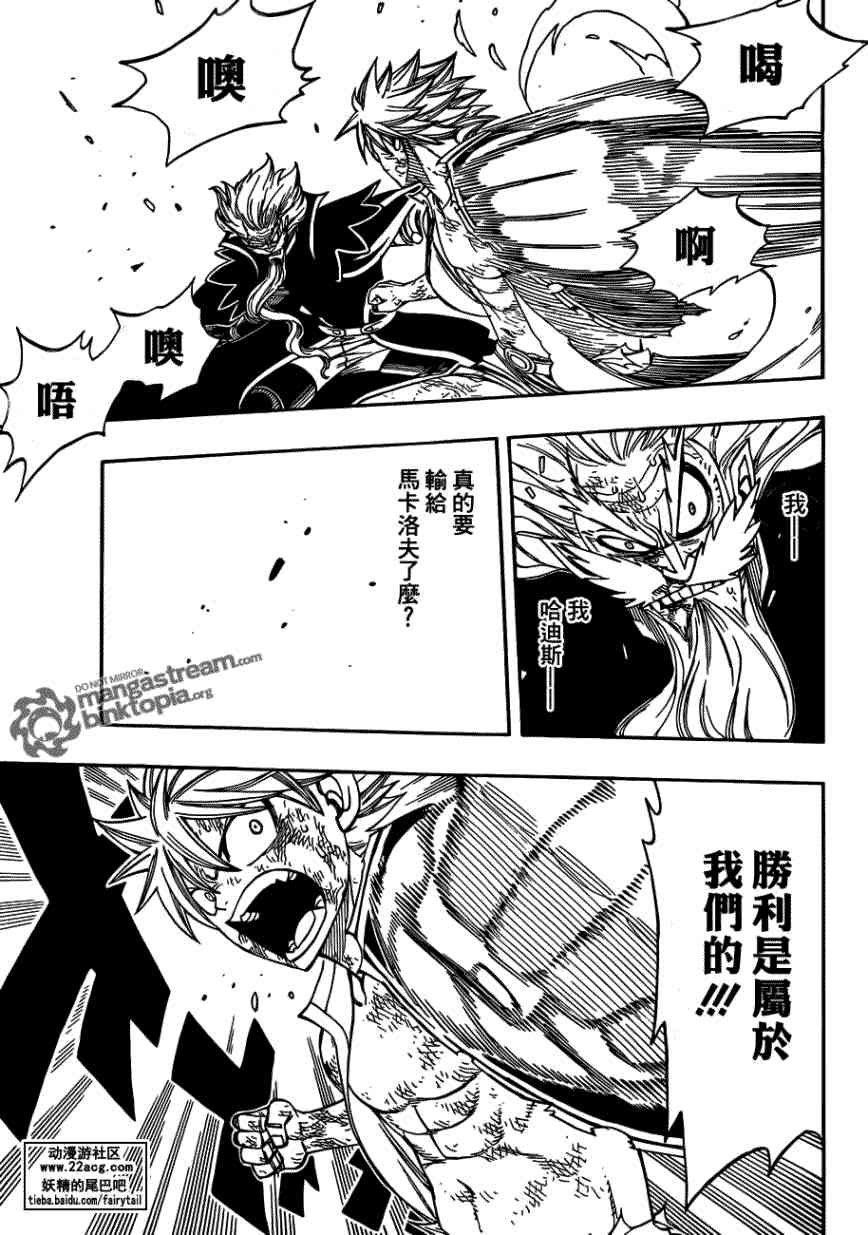 喝
啊
噢
噢
唔
我——
我
哈迪斯——
真的要
輸給
馬卡洛夫了麼？
DO NOT MIRROR
mangastream.com
binktopia.org
勝利是屬於
我們的!!!
动漫游社区
www.22acg.com
妖精的尾巴吧
tieba.baidu.com/fairytail